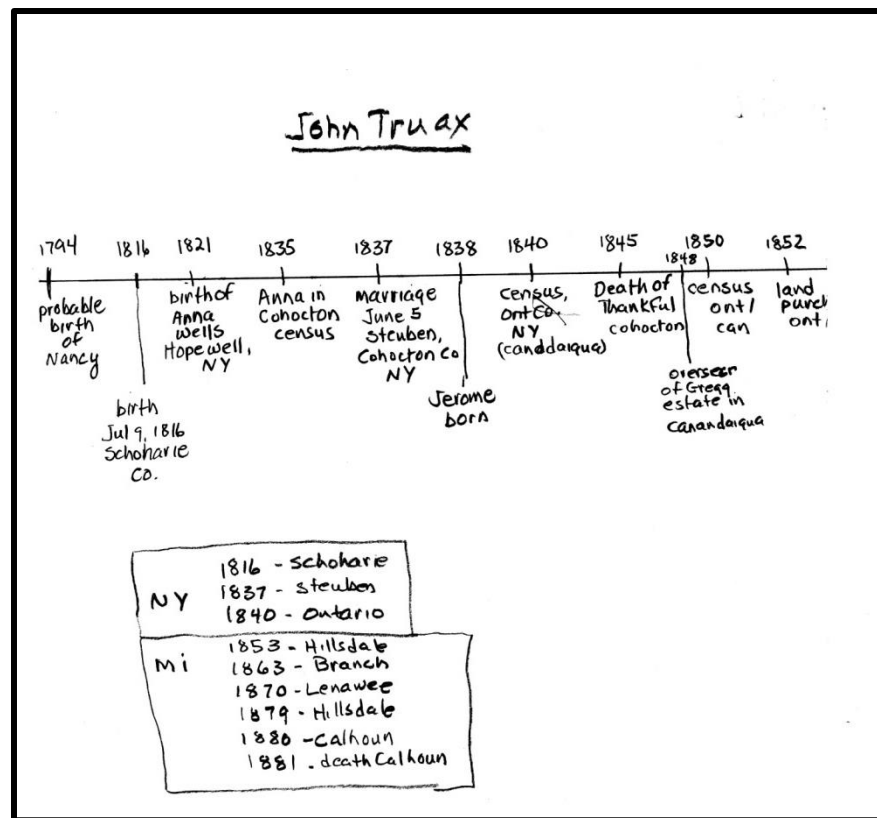 John Truax
1794 1816 1821 1835 1837 1838 1840 1845 1848 1850 1852
probable
birth
of
Nancy
birth
Jul 9, 1816
Schoharie
Co.
birth of
Anna
Wells
Hopewell,
NY
Anna in
Cohocton
census
marriage
June 5
Steuben,
Cohocton Co
NY
Jerome
born
Census,
Ont Co.
NY
(canddaiqua)
Death of
Thankful
cohocton
overseer
of Gregg
estate in
Canandaiqua
census
ont/
can
land
purch
ont,
NY
1816 - Schoharie
1837 - Steuben
1840 - Ontario
Mi
1853 - Hillsdale
1863 - Branch
1870 - Lenawee
1879 - Hillsdale
1880 - Calhoun
1881 - death Calhoun